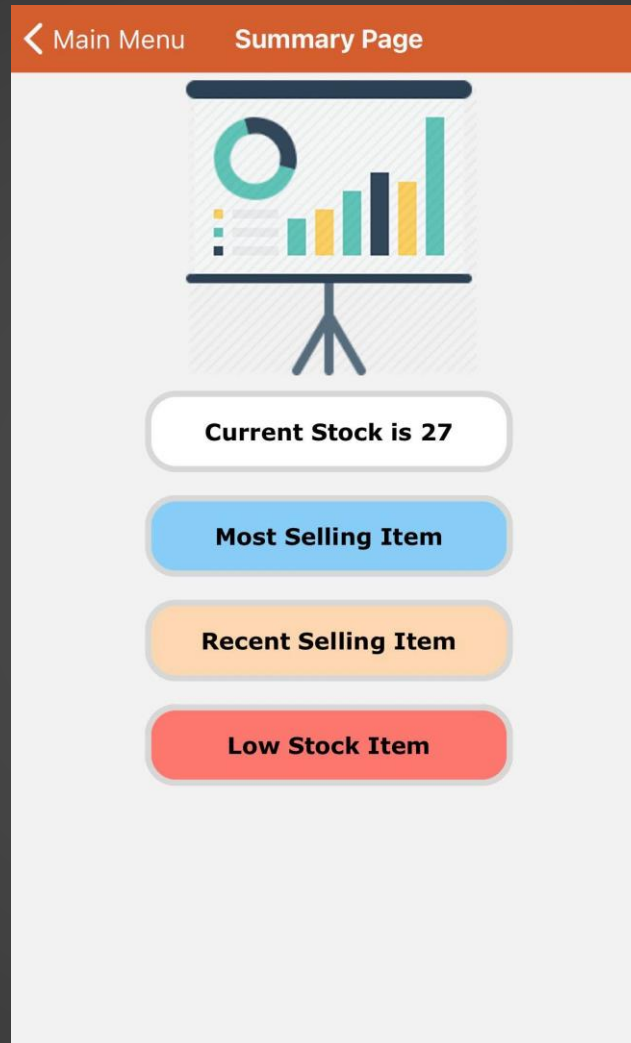 Main Menu Summary Page
Current Stock is 27
Most Selling Item
Recent Selling Item
Low Stock Item